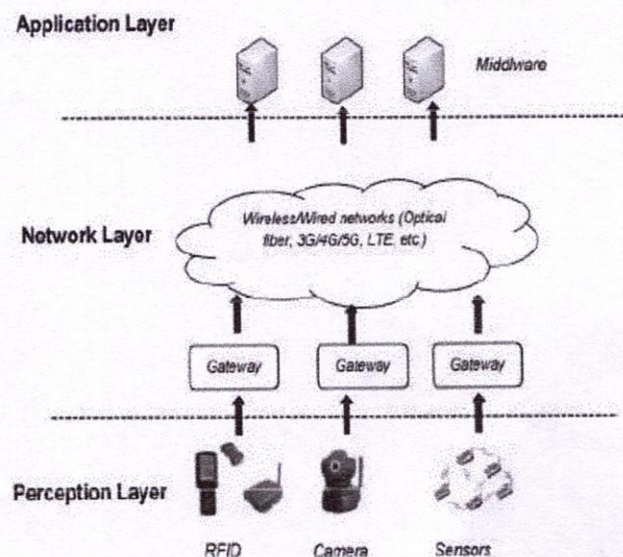 Application Layer
Middlware
Wireless/Wired networks (Optical
fiber, 3G/4G/5G, LTE, etc.)
Network Layer
Gateway Gateway Gateway
Perception Layer
RFID Camera Sensors